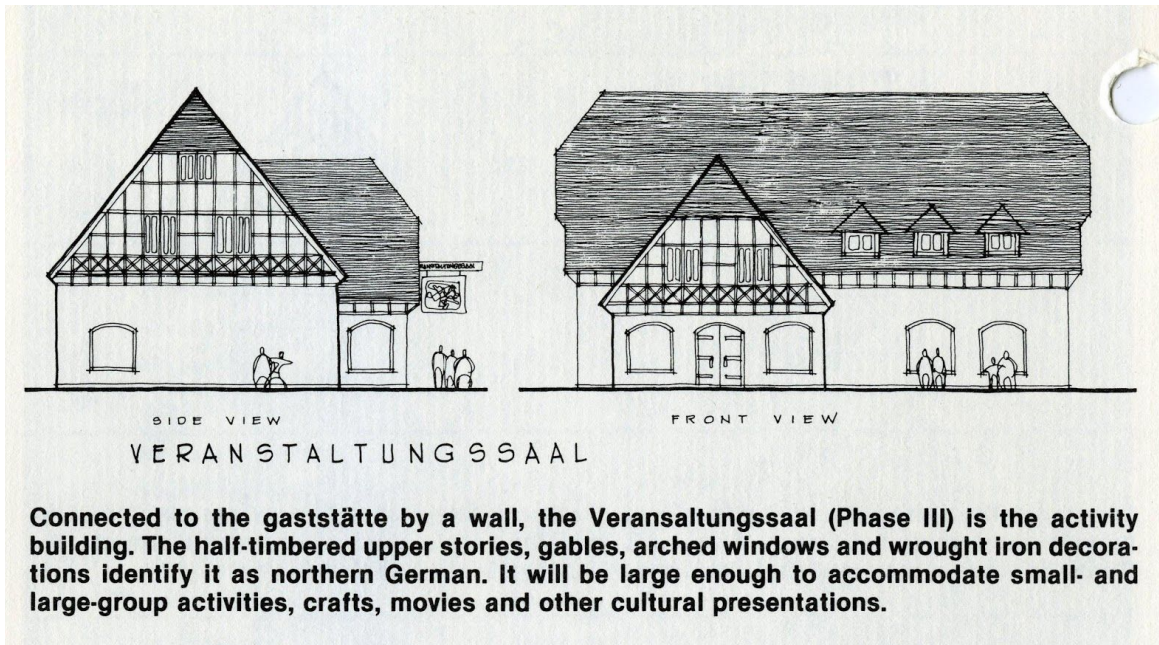 SIDE VIEW
FRONT VIEW
VERANSTALTUNGSSAAL
Connected to the gaststätte by a wall, the Veransaltungssaal (Phase III) is the activity
building. The half-timbered upper stories, gables, arched windows and wrought iron decora-
tions identify it as northern German. It will be large enough to accommodate small- and
large-group activities, crafts, movies and other cultural presentations.